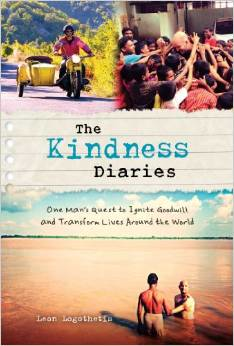 The
Kindness
Diaries
One Man's Quest to Ignite Goodwill
and Transform Lives Around the World
Leon Logothetis